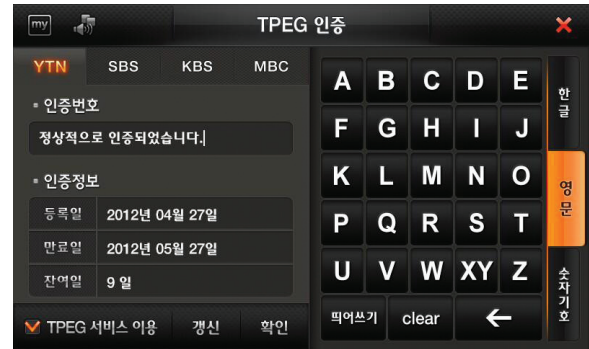 my
TPEG 인증
YTN SBS KBS MBC
인증번호
정상적으로 인증되었습니다.
인증정보
등록일 2012년 04월 27일
만료일 2012년 05월 27일
잔여일 9 일
TPEG 서비스 이용 갱신 확인
A B C D E
F G H I J
K L M N O
P Q R S T
U V W XY Z
띄어쓰기 clear
한글
영문
숫자기호